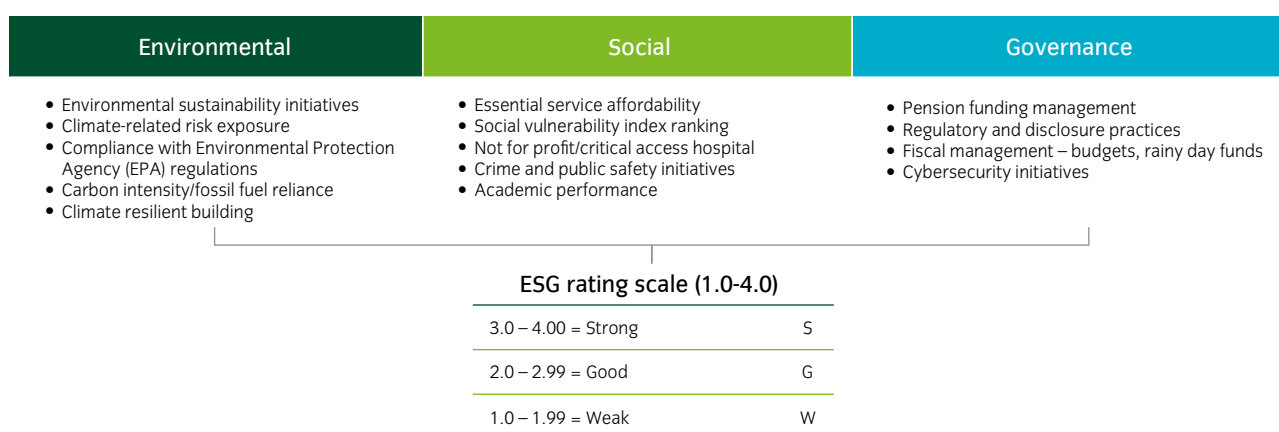 Environmental
Social
Governance
• Environmental sustainability initiatives
• Climate-related risk exposure
• Compliance with Environmental Protection
Agency (EPA) regulations
• Carbon intensity/fossil fuel reliance
• Climate resilient building
• Essential service affordability
• Social vulnerability index ranking
• Not for profit/critical access hospital
• Crime and public safety initiatives
• Academic performance
• Pension funding management
• Regulatory and disclosure practices
• Fiscal management – budgets, rainy day funds
• Cybersecurity initiatives
ESG rating scale (1.0-4.0)
3.0 – 4.00 = Strong S
2.0 – 2.99 = Good G
1.0 – 1.99 = Weak W